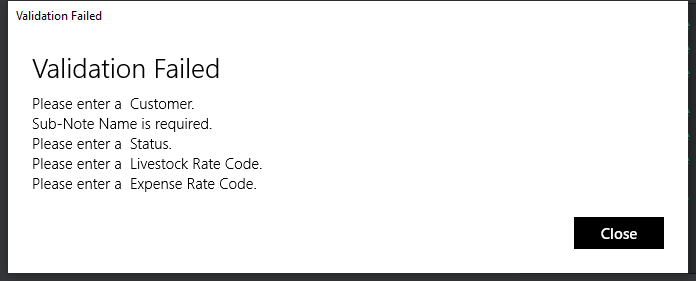 Validation Failed
Validation Failed
Please enter a  Customer.
Sub-Note Name is required.
Please enter a  Status.
Please enter a  Livestock Rate Code.
Please enter a  Expense Rate Code.
Close